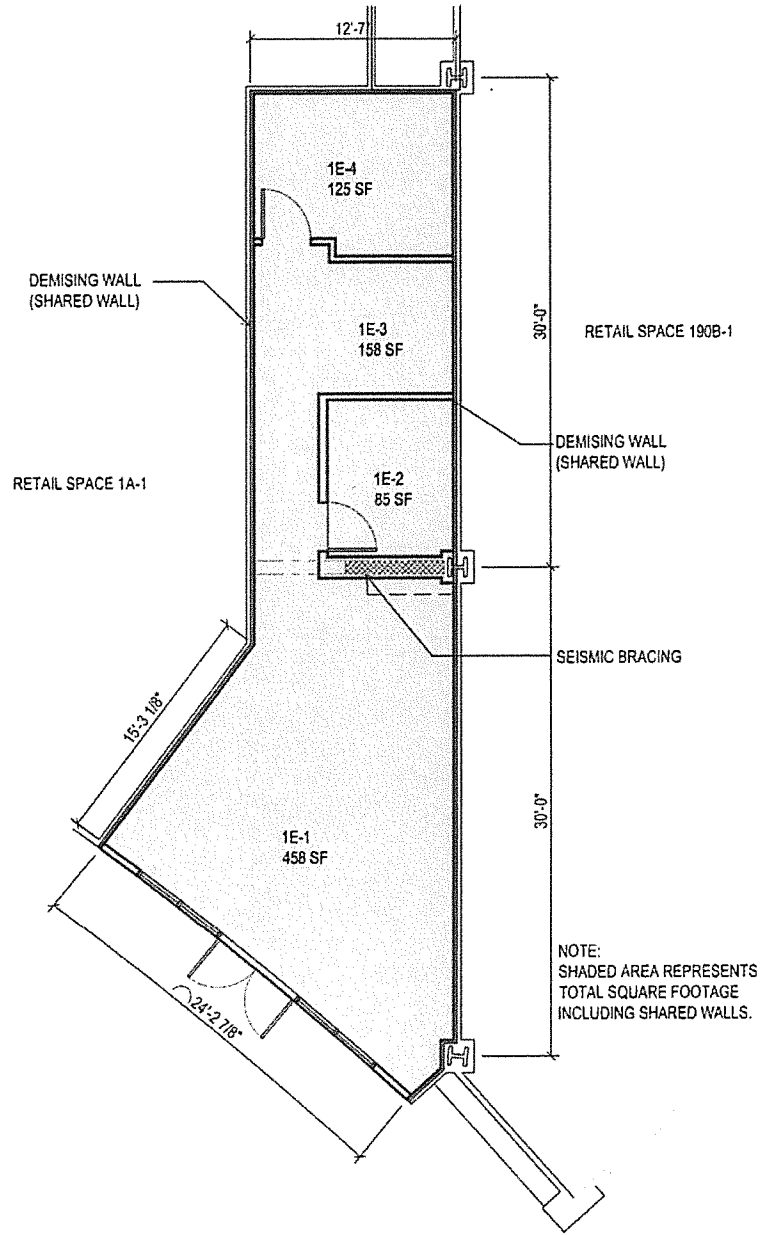 12'-7"
1E-4
125 SF
DEMISING WALL
(SHARED WALL)
1E-3
158 SF
30'-0"
RETAIL SPACE 190B-1
DEMISING WALL
(SHARED WALL)
RETAIL SPACE 1A-1
1E-2
85 SF
SEISMIC BRACING
15'-3 1/8"
30'-0"
1E-1
458 SF
24'-2 7/8"
NOTE:
SHADED AREA REPRESENTS
TOTAL SQUARE FOOTAGE
INCLUDING SHARED WALLS.